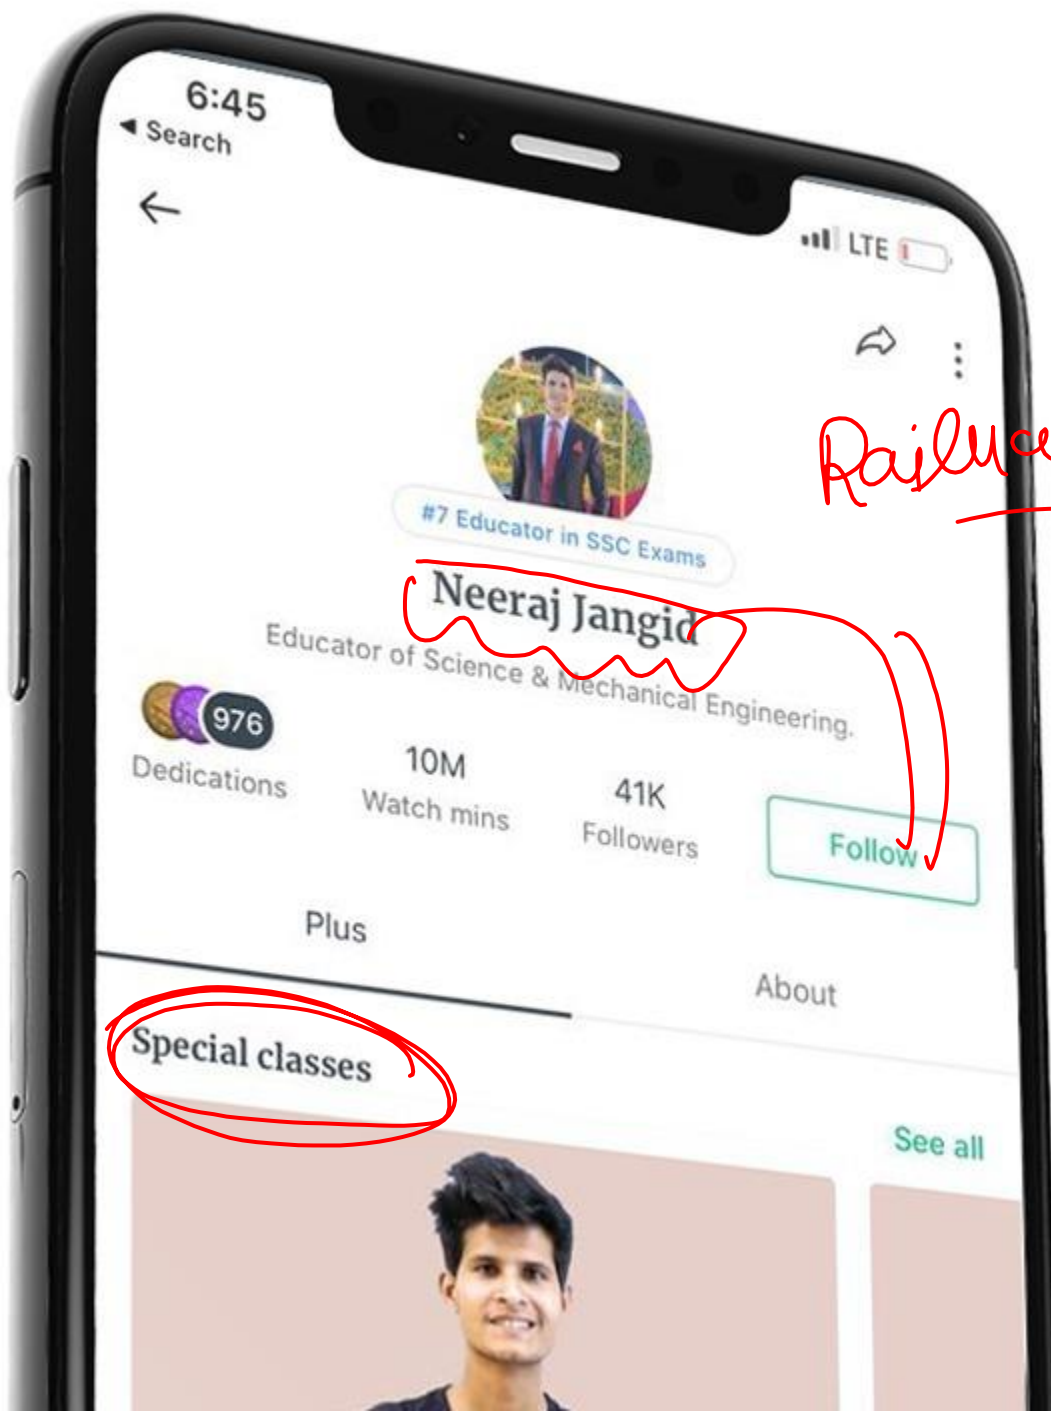 6:45
Search
LTE
#7 Educator in SSC Exams
Neeraj Jangid
Educator of Science & Mechanical Engineering.
976
Dedications
10M
Watch mins
41K
Followers
Follow
Plus
About
Special classes
See all